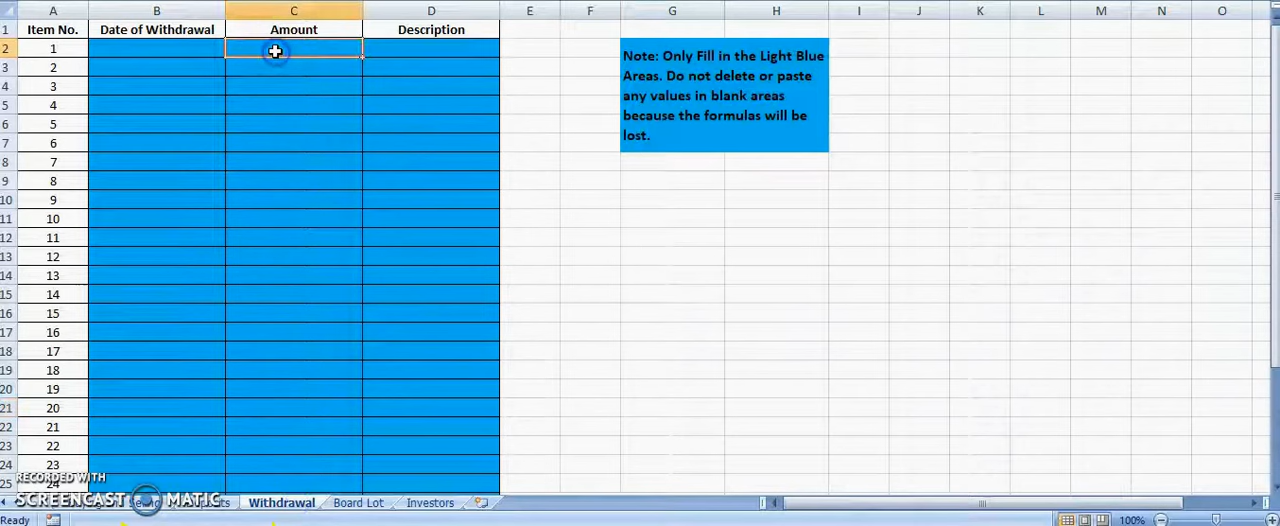 A B C D E F G H I J K L M N O
1 Item No. Date of Withdrawal Amount Description
2 1
3 2
4 3
5 4
6 5
7 6
8 7
9 8
10 9
11 10
12 11
13 12
14 13
15 14
16 15
17 16
18 17
19 18
20 19
21 20
22 21
23 22
24 23
25 24
Note: Only Fill in the Light Blue
Areas. Do not delete or paste
any values in blank areas
because the formulas will be
lost.
RECORDED WITH
SCREENCAST MATIC
Withdrawal Board Lot Investors
Ready 100%